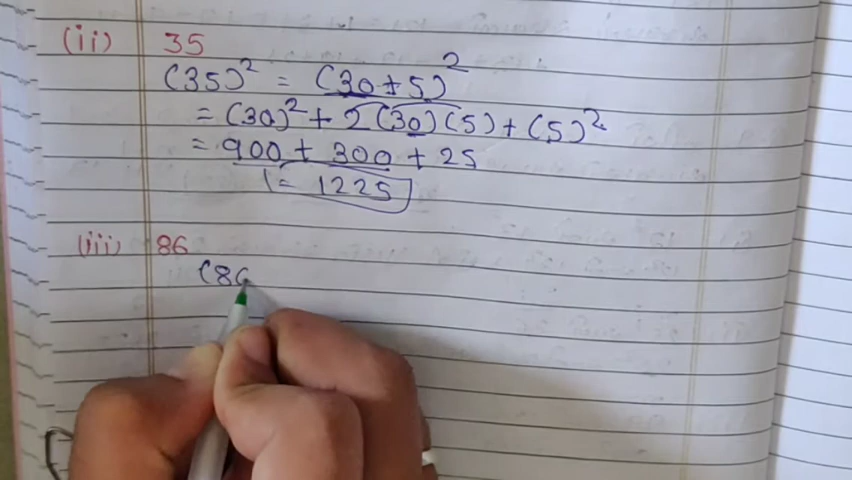 (ii) 35
(35)² = (30+5)²
= (30)² + 2(30)(5) + (5)²
= 900 + 300 + 25
= 1225
(iii) 86
(86